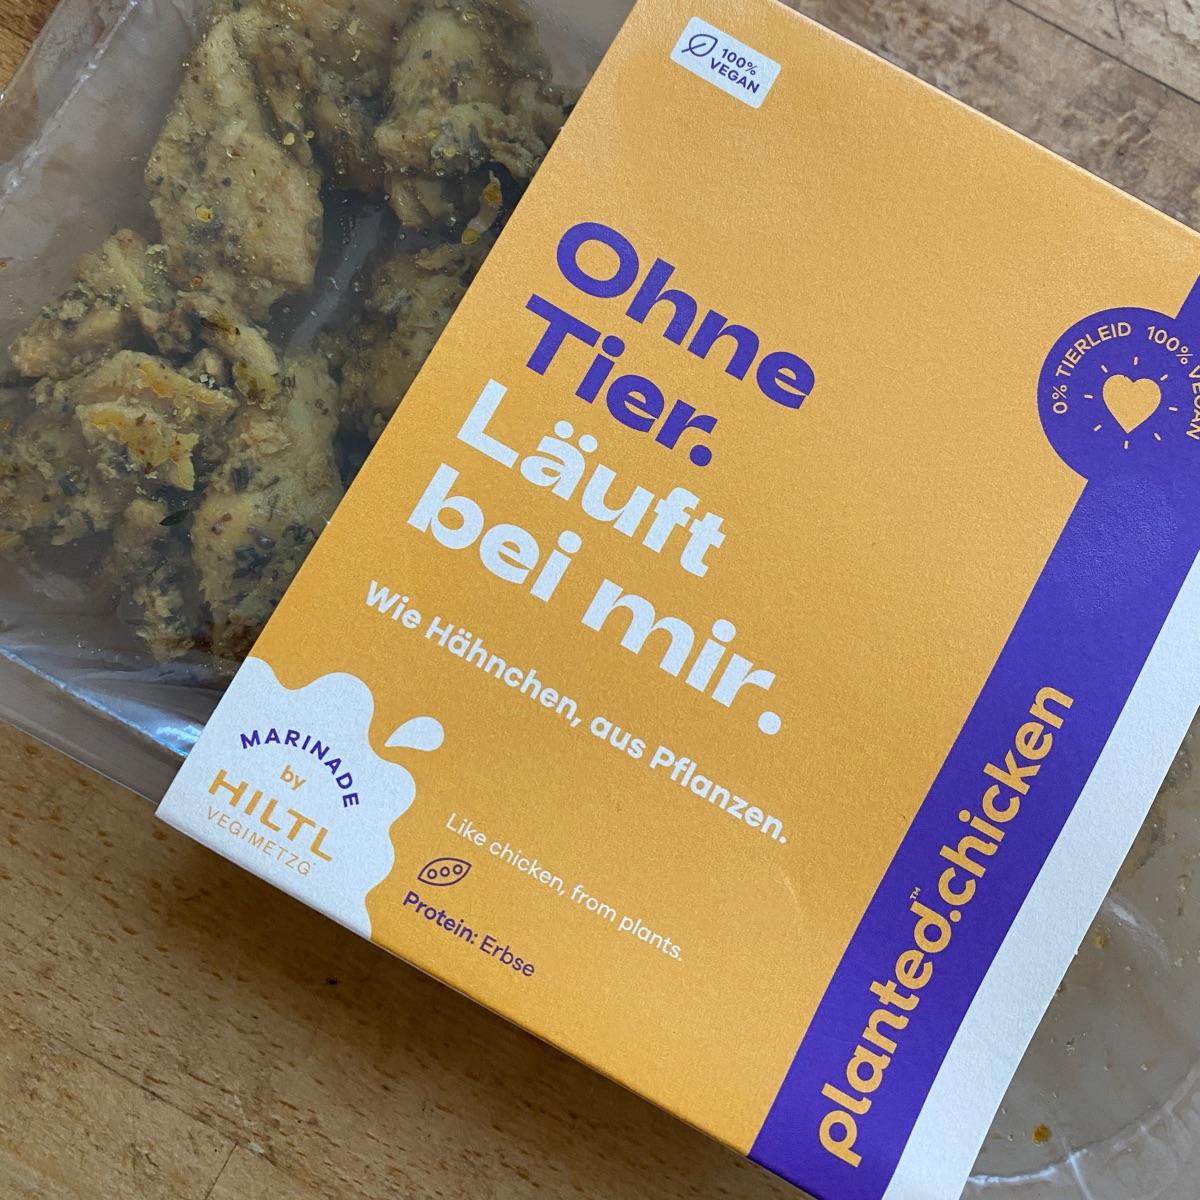 100%
VEGAN
Ohne
Tier.
Läuft
bei mir.
Wie Hähnchen, aus Pflanzen.
Like chicken, from plants.
Protein: Erbse
MARINADE
by
HILTL
VEGIMETZG
0% TIERLEID 100% VEGAN
planted.™chicken